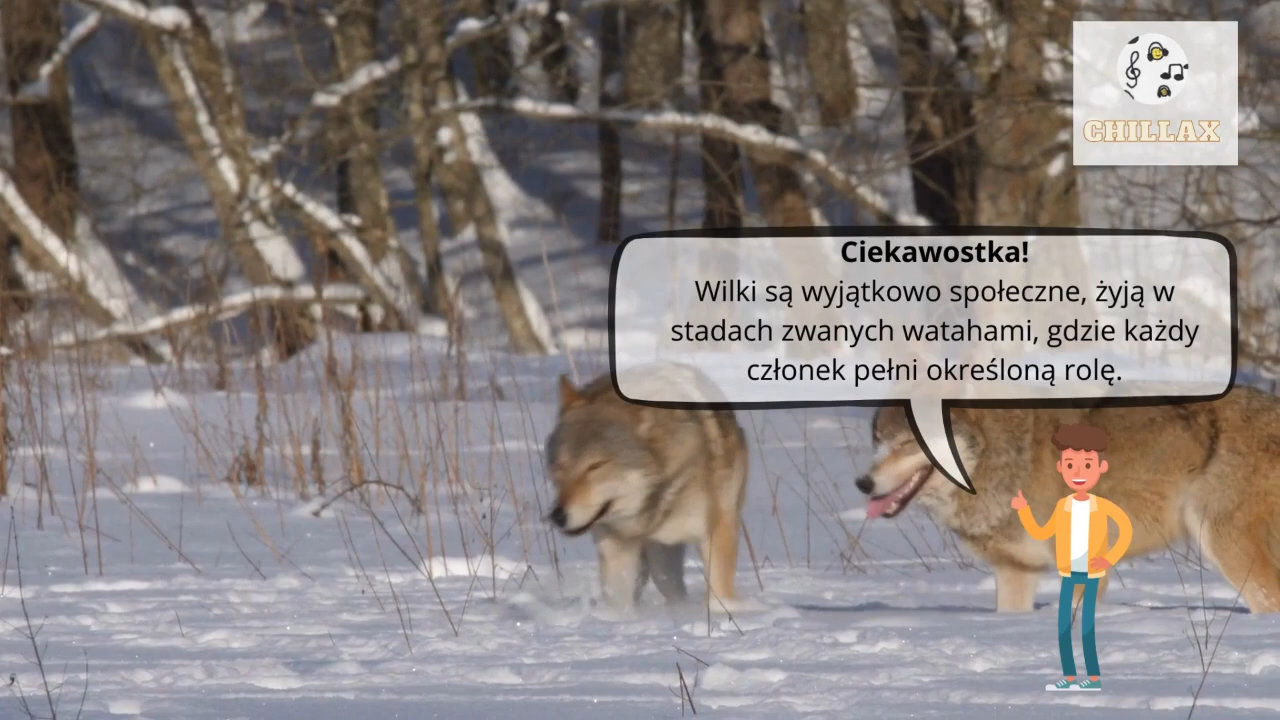 CHILLAX
Ciekawostka!
Wilki są wyjątkowo społeczne, żyją w
stadach zwanych watahami, gdzie każdy
członek pełni określoną rolę.